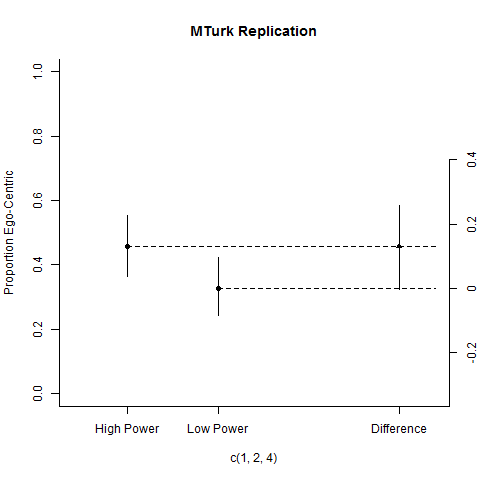 MTurk Replication
Proportion Ego-Centric
1.0
0.8
0.6
0.4
0.2
0.0
0.4
0.2
0
-0.2
High Power
Low Power
Difference
c(1, 2, 4)